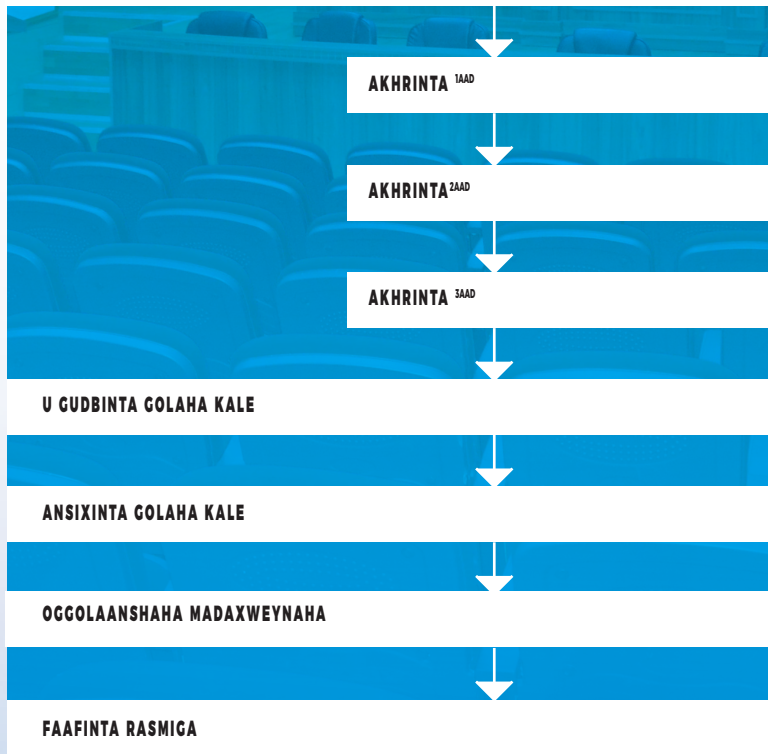 AKHRINTA 1AAD
AKHRINTA 2AAD
AKHRINTA 3AAD
U GUDBINTA GOLAHA KALE
ANSIXINTA GOLAHA KALE
OGGOLAANSHAHA MADAXWEYNAHA
FAAFINTA RASMIGA